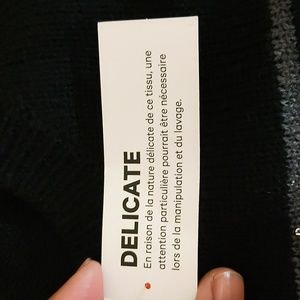 DELICATE
En raison de la nature délicate de ce tissu, une
attention particulière pourrait être nécessaire
lors de la manipulation et du lavage.